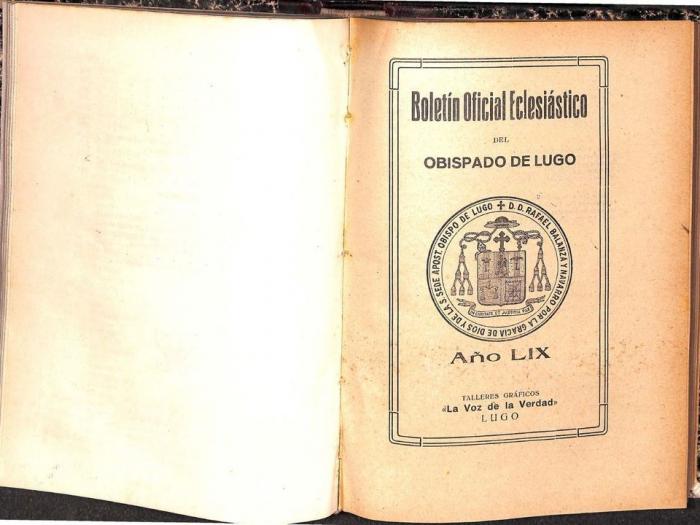 Boletín Oficial Eclesiástico
DEL
OBISPADO DE LUGO
✝ D. D. RAFAEL BALANZÁ Y NAVARRO POR LA GRACIA DE DIOS Y DE LA S. SEDE APOST. OBISPO DE LUGO
Año LIX
TALLERES GRÁFICOS
«La Voz de la Verdad»
LUGO